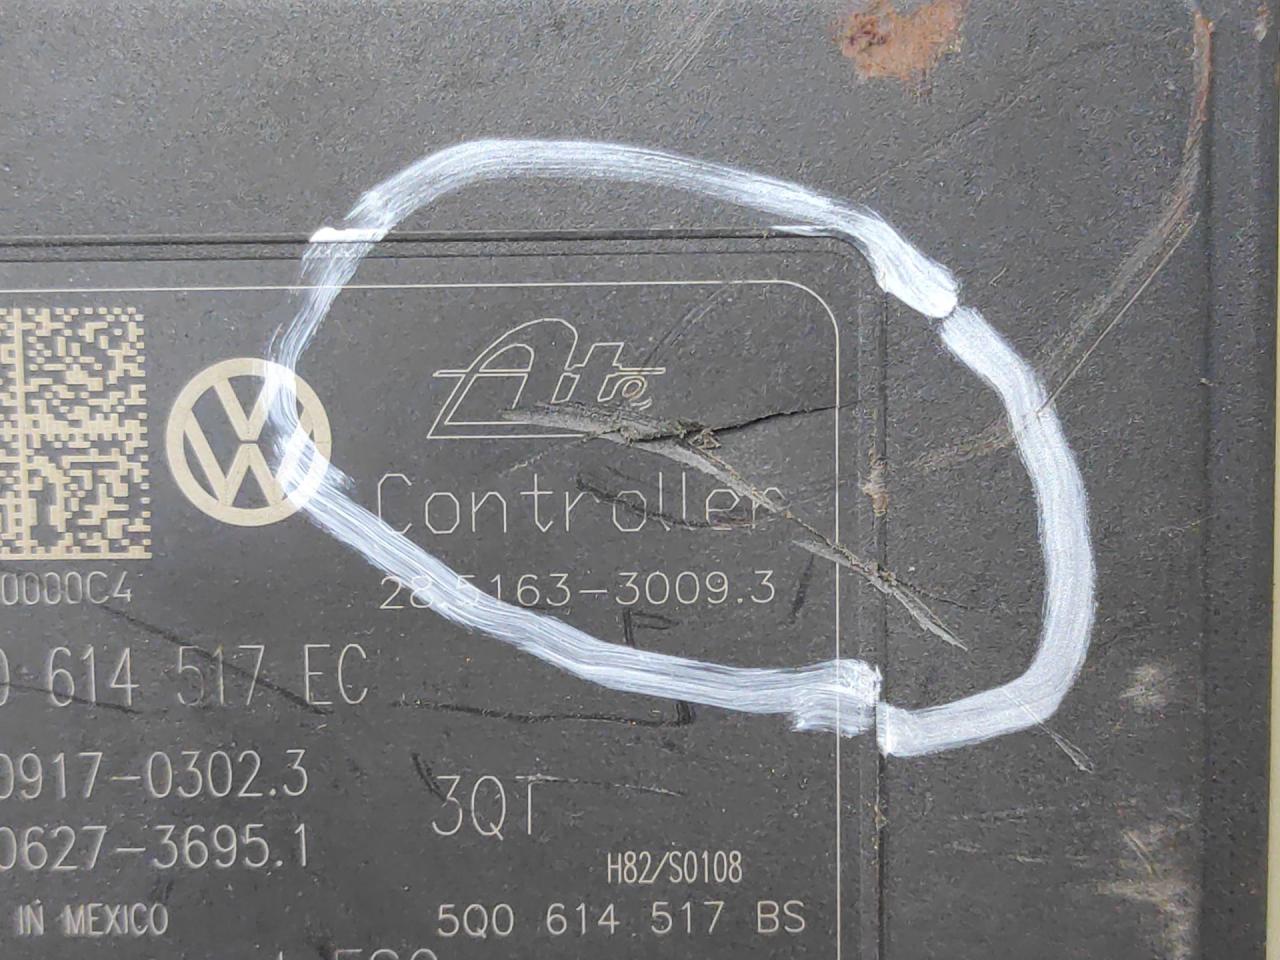 Ate
Controller
28.5163-3009.3
0000C4
614 517 EC
0917-0302.3
0627-3695.1
3QT
H82/S0108
IN MEXICO
5Q0 614 517 BS